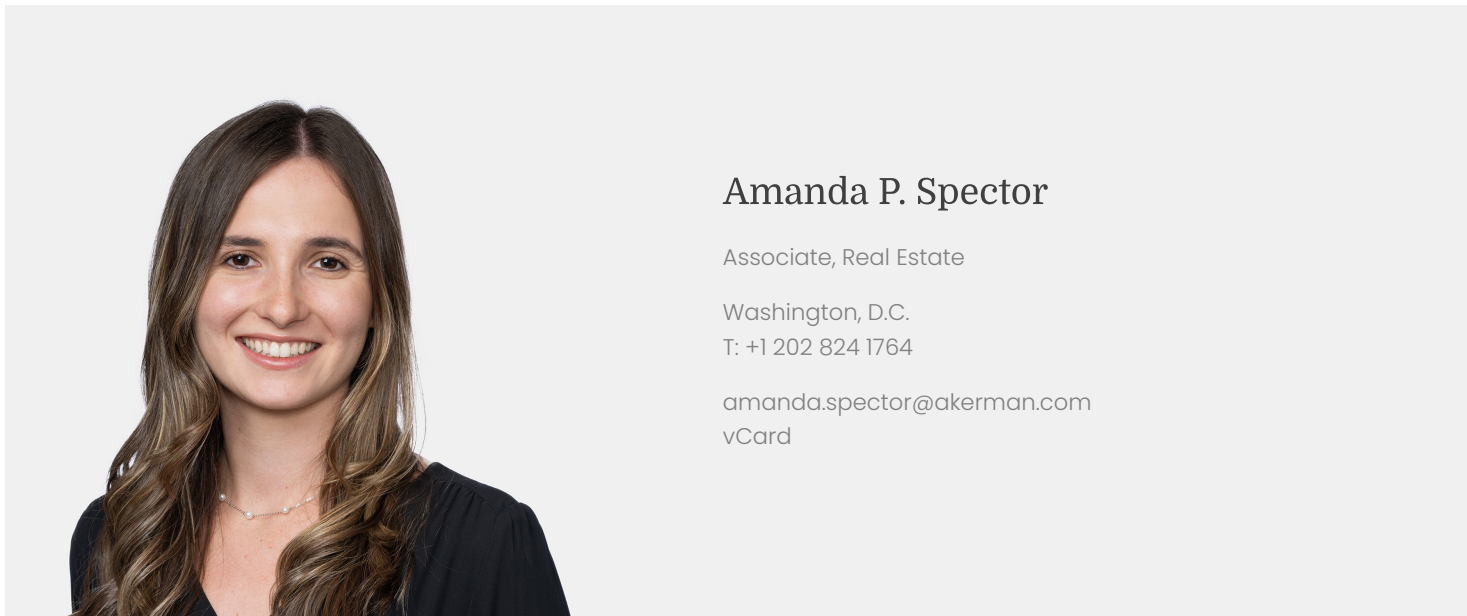 Amanda P. Spector
Associate, Real Estate
Washington, D.C.
T: +1 202 824 1764
amanda.spector@akerman.com
vCard